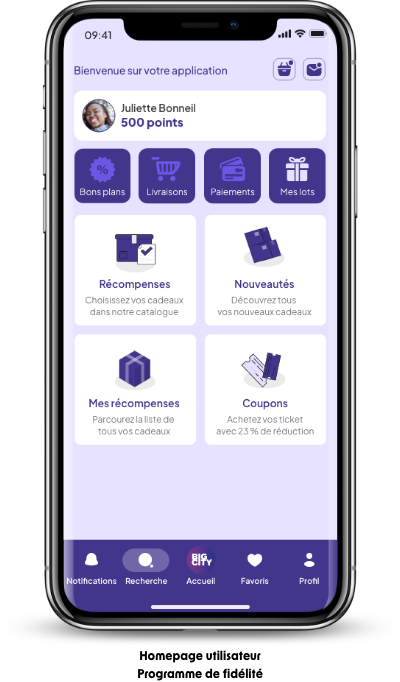 09:41
Bienvenue sur votre application
Juliette Bonneil
500 points
%
Bons plans
Livraisons
Paiements
Mes lots
Récompenses
Choisissez vos cadeaux
dans notre catalogue
Nouveautés
Découvrez tous
vos nouveaux cadeaux
Mes récompenses
Parcourez la liste de
tous vos cadeaux
Coupons
Achetez vos ticket
avec 23 % de réduction
BIG
CITY
Notifications
Recherche
Accueil
Favoris
Profil
Homepage utilisateur
Programme de fidélité